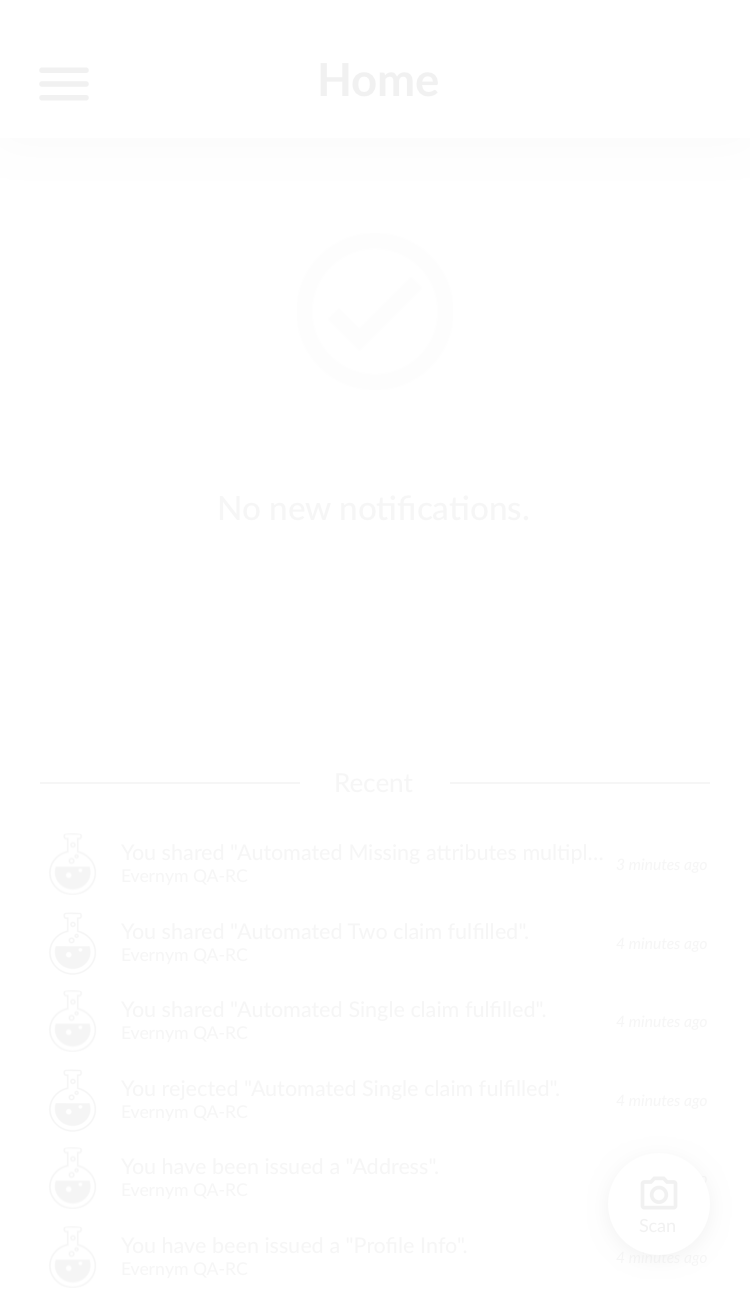 Home
No new notifications.
Recent
You shared "Automated Missing attributes multipl...
3 minutes ago
Evernym QA-RC
You shared "Automated Two claim fulfilled".
4 minutes ago
Evernym QA-RC
You shared "Automated Single claim fulfilled".
4 minutes ago
Evernym QA-RC
You rejected "Automated Single claim fulfilled".
4 minutes ago
Evernym QA-RC
You have been issued a "Address".
Evernym QA-RC
Scan
You have been issued a "Profile Info".
4 minutes ago
Evernym QA-RC